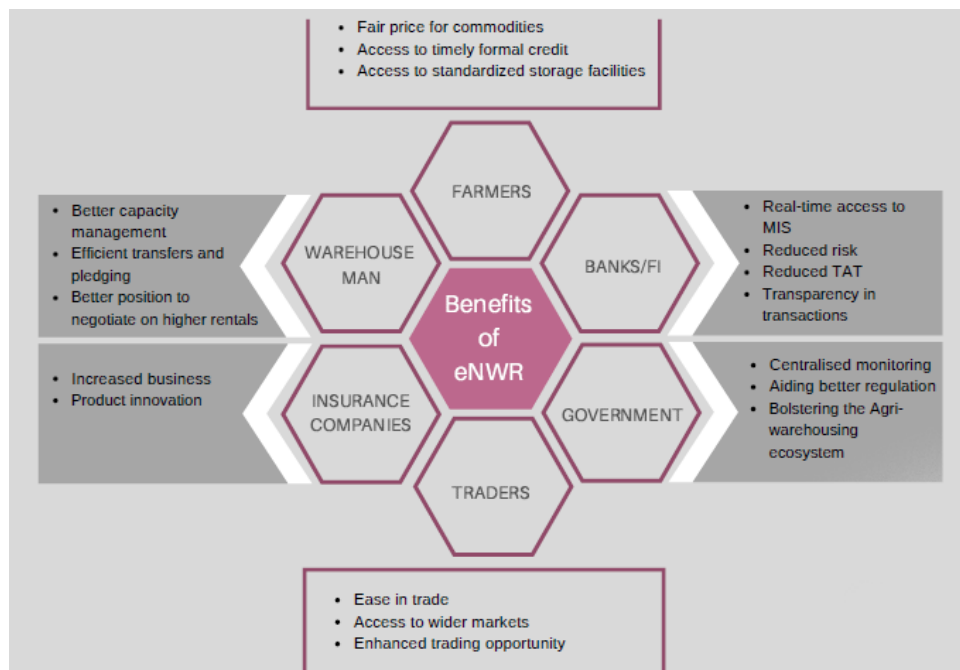 • Fair price for commodities
• Access to timely formal credit
• Access to standardized storage facilities
FARMERS
• Better capacity
management
• Efficient transfers and
pledging
• Better position to
negotiate on higher rentals
WAREHOUSE
MAN
BANKS/FI
• Real-time access to
MIS
• Reduced risk
• Reduced TAT
• Transparency in
transactions
Benefits
of
eNWR
• Increased business
• Product innovation
INSURANCE
COMPANIES
GOVERNMENT
• Centralised monitoring
• Aiding better regulation
• Bolstering the Agri-
warehousing
ecosystem
TRADERS
• Ease in trade
• Access to wider markets
• Enhanced trading opportunity